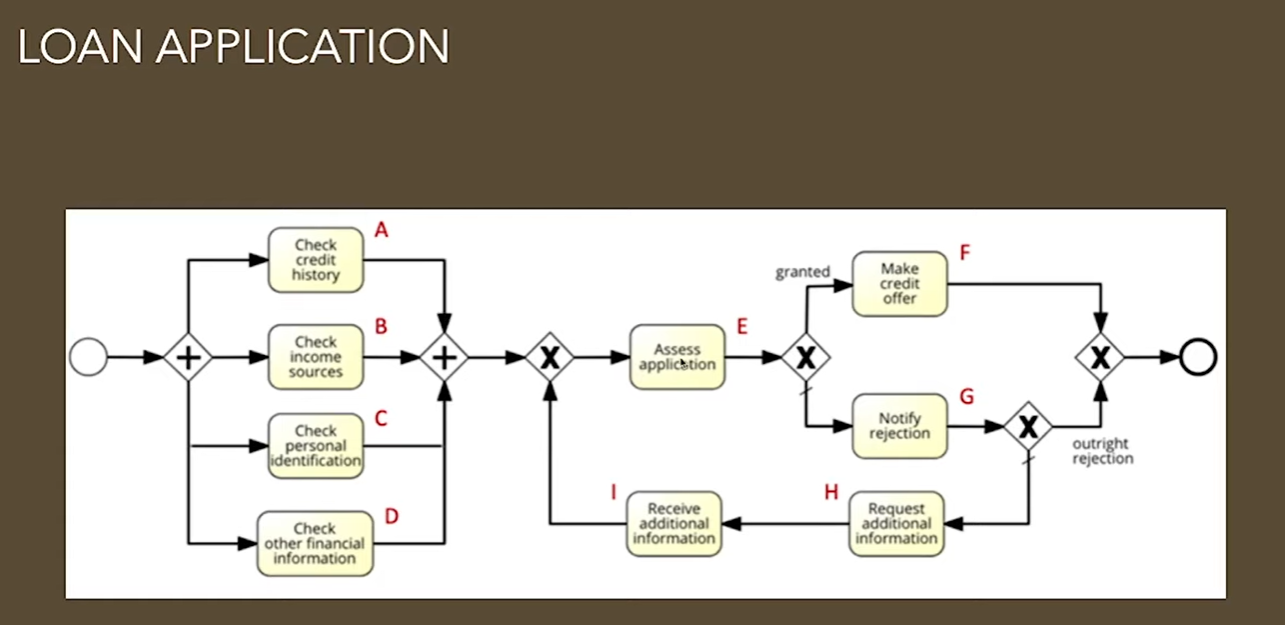 LOAN APPLICATION
A
Check
credit
history
B
Check
income
sources
C
Check
personal
identification
D
Check
other financial
information
+
+
X
E
Assess
application
X
granted
F
Make
credit
offer
G
Notify
rejection
X
outright
rejection
X
H
Request
additional
information
I
Receive
additional
information